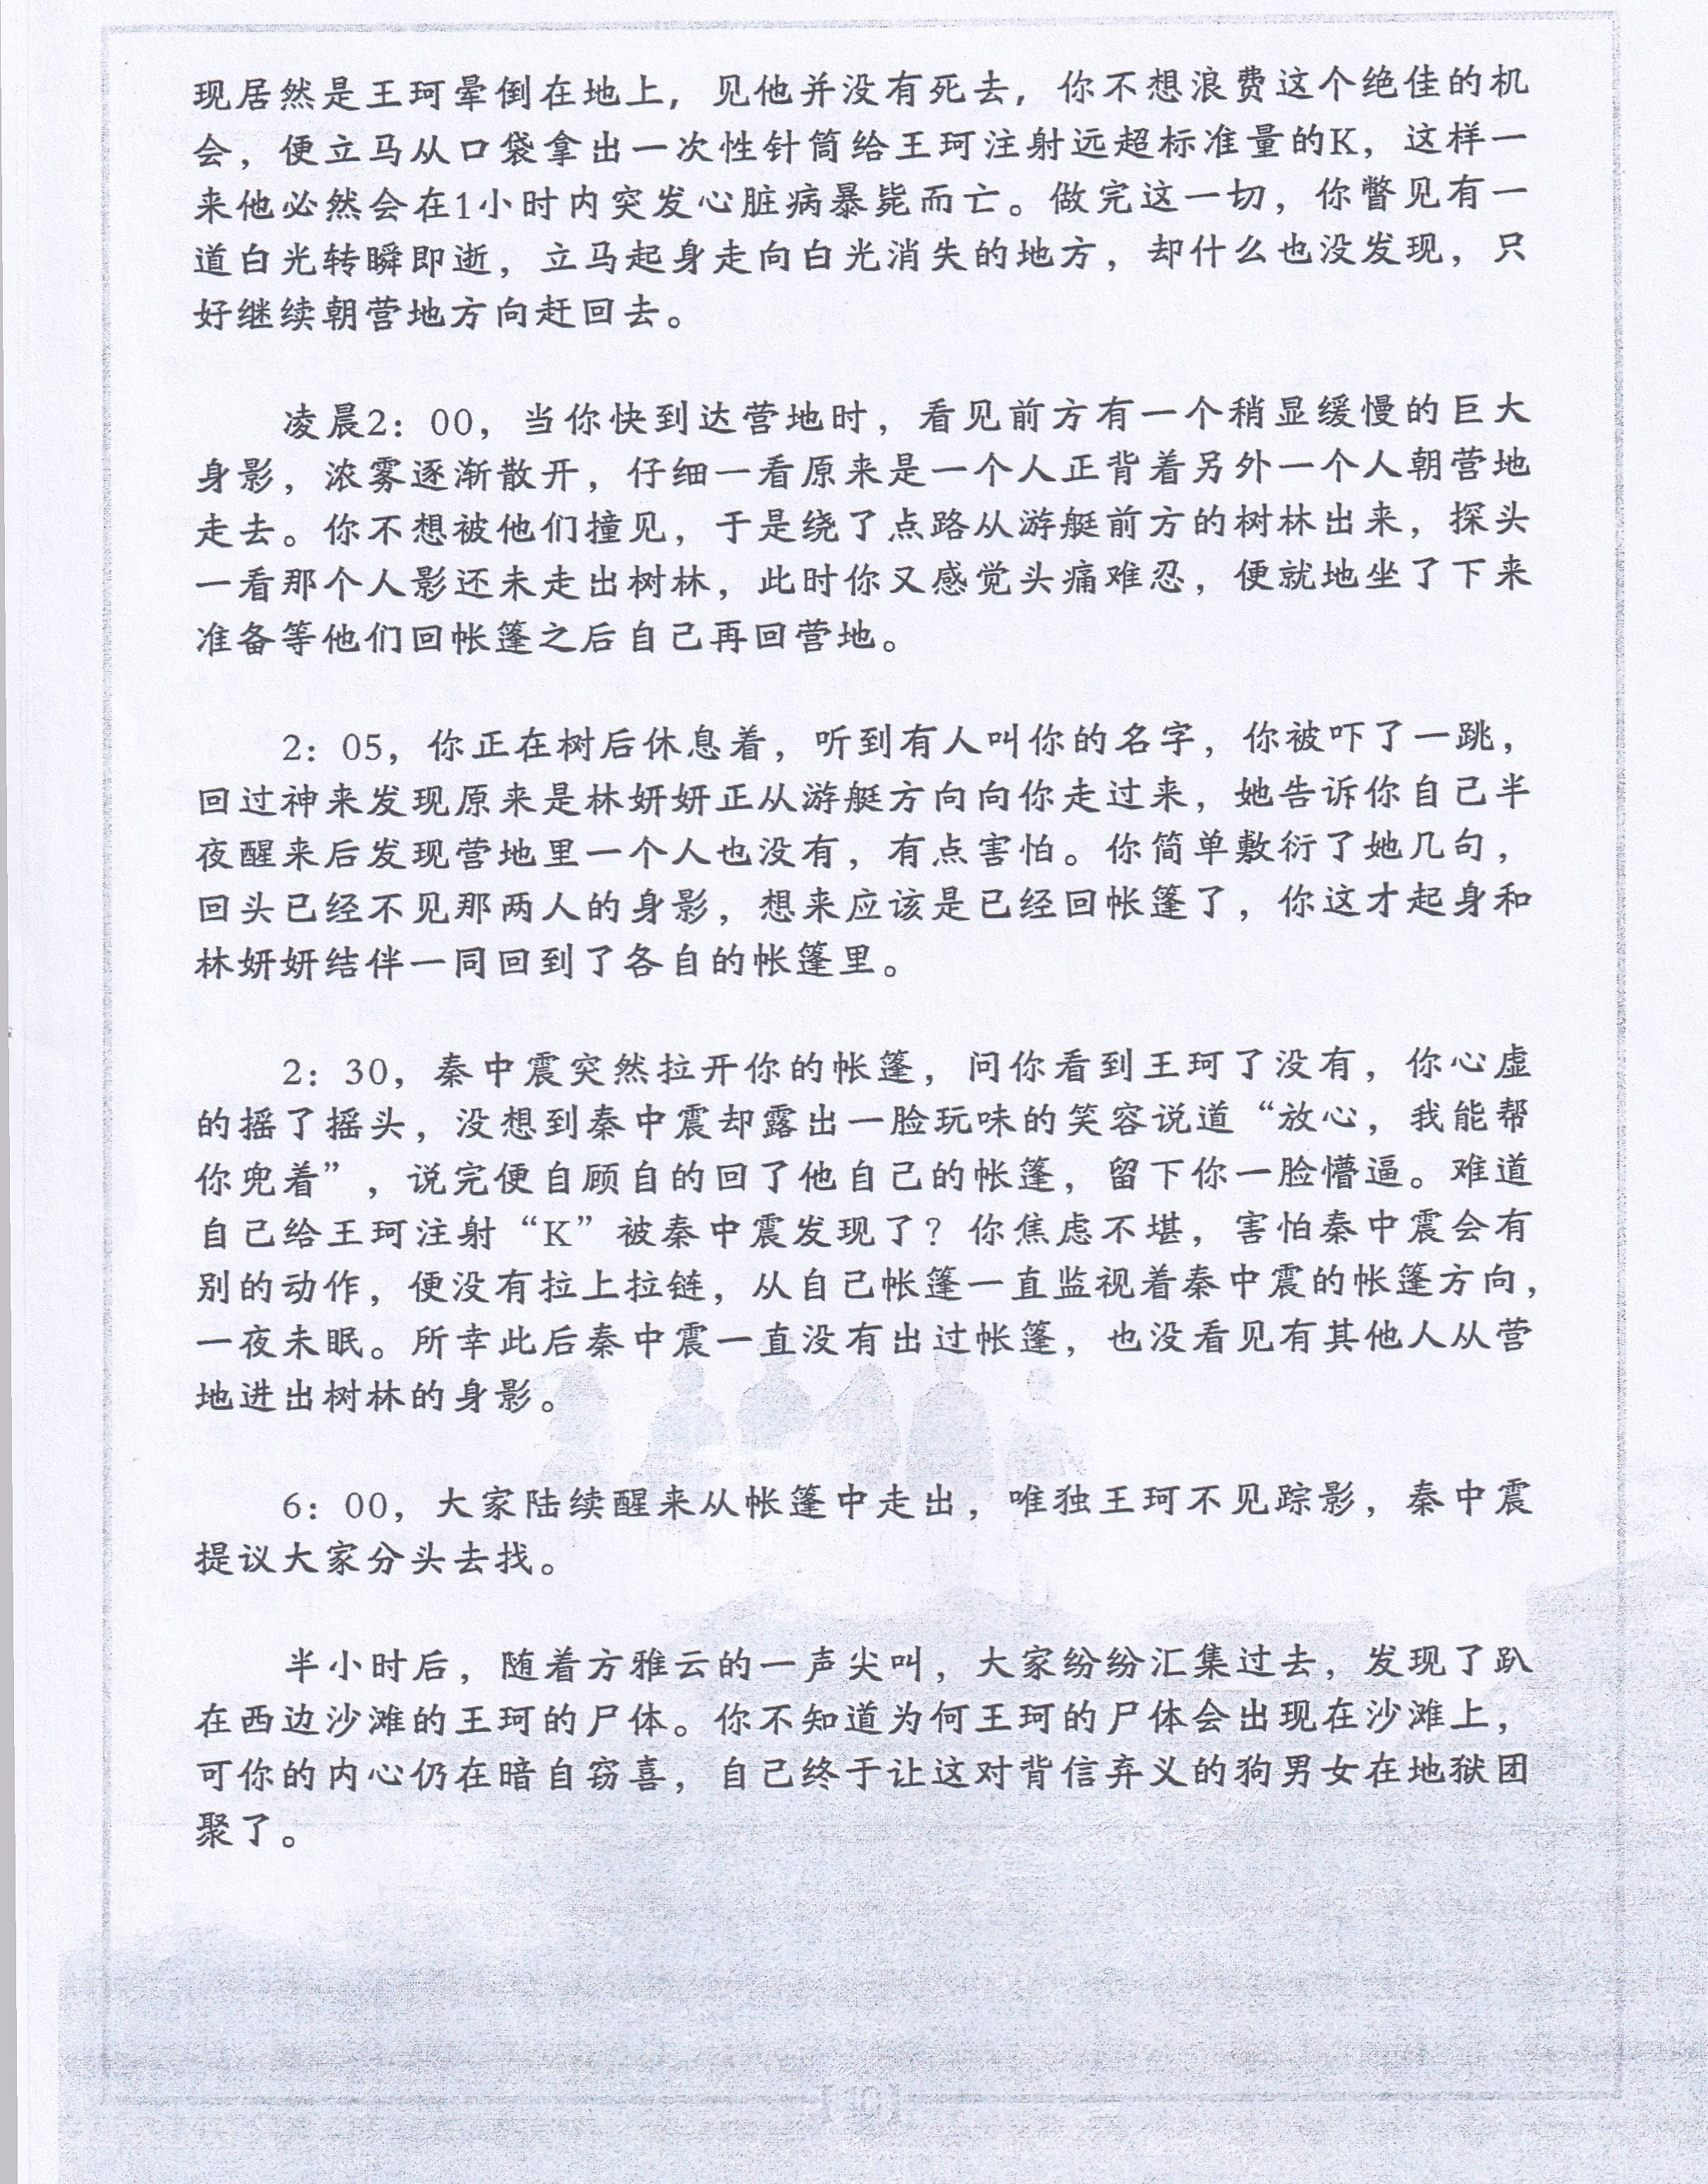 现居然是王珂晕倒在地上，见他并没有死去，你不想浪费这个绝佳的机
会，便立马从口袋拿出一次性针筒给王珂注射远超标准量的K，这样一
来他必然会在1小时内突发心脏病暴毙而亡。做完这一切，你瞥见有一
道白光转瞬即逝，立马起身走向白光消失的地方，却什么也没发现，只
好继续朝营地方向赶回去。
凌晨2：00，当你快到达营地时，看见前方有一个稍显缓慢的巨大
身影，浓雾逐渐散开，仔细一看原来是一个人正背着另外一个人朝营地
走去。你不想被他们撞见，于是绕了点路从游艇前方的树林出来，探头
一看那个人影还未走出树林，此时你又感觉头痛难忍，便就地坐了下来
准备等他们回帐篷之后自己再回营地。
2：05，你正在树后休息着，听到有人叫你的名字，你被吓了一跳，
回过神来发现原来是林妍妍正从游艇方向向你走过来，她告诉你自己半
夜醒来后发现营地里一个人也没有，有点害怕。你简单敷衍了她几句，
回头已经不见那两人的身影，想来应该是已经回帐篷了，你这才起身和
林妍妍结伴一同回到了各自的帐篷里。
2：30，秦中震突然拉开你的帐篷，问你看到王珂了没有，你心虚
的摇了摇头，没想到秦中震却露出一脸玩味的笑容说道“放心，我能帮
你兜着”，说完便自顾自的回了他自己的帐篷，留下你一脸懵逼。难道
自己给王珂注射“K”被秦中震发现了？你焦虑不堪，害怕秦中震会有
别的动作，便没有拉上拉链，从自己帐篷一直监视着秦中震的帐篷方向，
一夜未眠。所幸此后秦中震一直没有出过帐篷，也没看见有其他人从营
地进出树林的身影。
6：00，大家陆续醒来从帐篷中走出，唯独王珂不见踪影，秦中震
提议大家分头去找。
半小时后，随着方雅云的一声尖叫，大家纷纷汇集过去，发现了趴
在西边沙滩的王珂的尸体。你不知道为何王珂的尸体会出现在沙滩上，
可你的内心仍在暗自窃喜，自己终于让这对背信弃义的狗男女在地狱团
聚了。